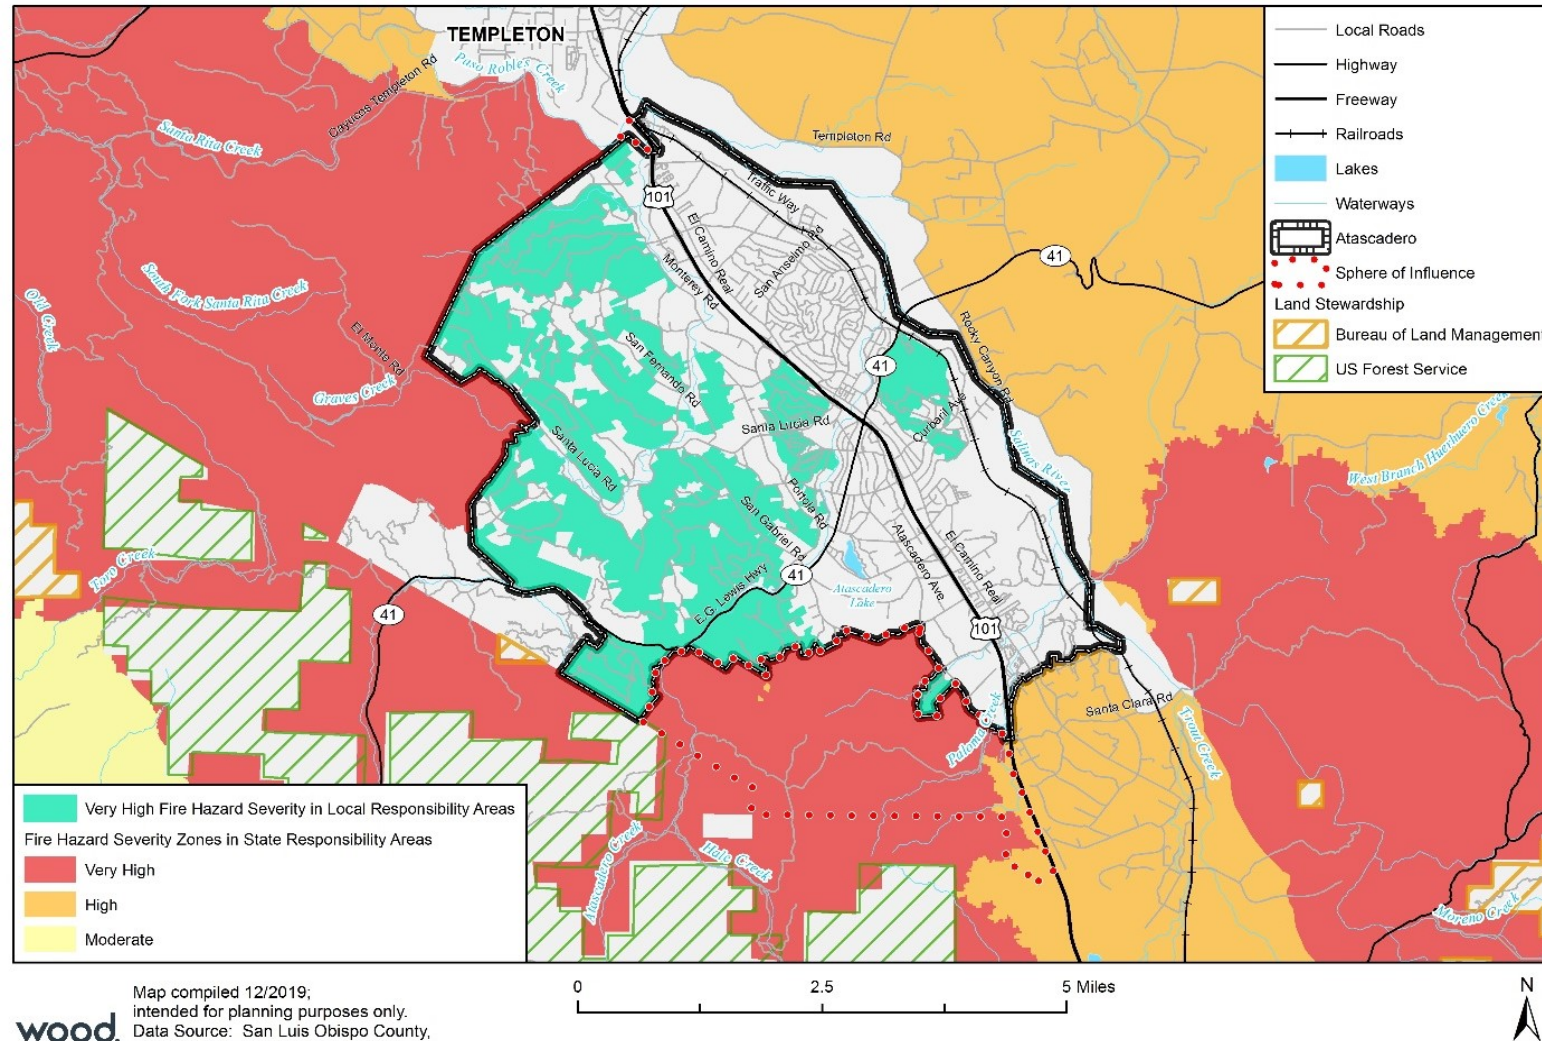 TEMPLETON
Paso Robles Creek
Cayucos Templeton Rd
Santa Rita Creek
Templeton Rd
Traffic Way
101
El Camino Real
San Anselmo Rd
Monterey Rd
41
South Fork Santa Rita Creek
Old Creek
El Monte Rd
Graves Creek
San Fernando Rd
Rocky Canyon Rd
41
Santa Lucia Rd
Curbaril Ave
Santa Lucia Rd
Salinas River
West Branch Huerhuero Creek
Portola Rd
San Gabriel Rd
Atascadero Ave
El Camino Real
Toro Creek
41
E.G. Lewis Hwy
41
Atascadero
Lake
101
Santa Clara Rd
Paloma Creek
Trout Creek
Atascadero Creek
Hale Creek
Moreno Creek
Local Roads
Highway
Freeway
Railroads
Lakes
Waterways
Atascadero
Sphere of Influence
Land Stewardship
Bureau of Land Management
US Forest Service
Very High Fire Hazard Severity in Local Responsibility Areas
Fire Hazard Severity Zones in State Responsibility Areas
Very High
High
Moderate
wood.
Map compiled 12/2019;
intended for planning purposes only.
Data Source: San Luis Obispo County,
0 2.5 5 Miles
N